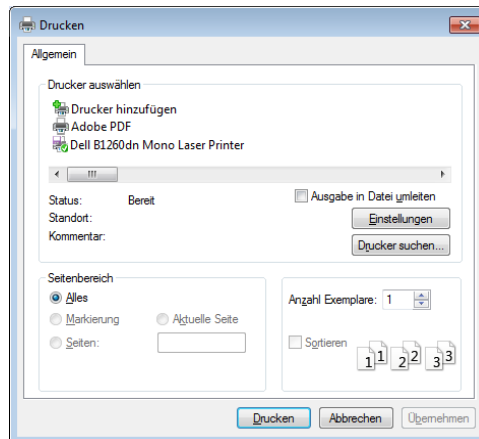 Drucken
Allgemein
Drucker auswählen
Drucker hinzufügen
Adobe PDF
Dell B1260dn Mono Laser Printer
Status: Bereit
Standort:
Kommentar:
Ausgabe in Datei umleiten
Einstellungen
Drucker suchen...
Seitenbereich
Alles
Markierung
Aktuelle Seite
Seiten:
Anzahl Exemplare: 1
Sortieren
1 1 2 2 3 3
Drucken Abbrechen Übernehmen